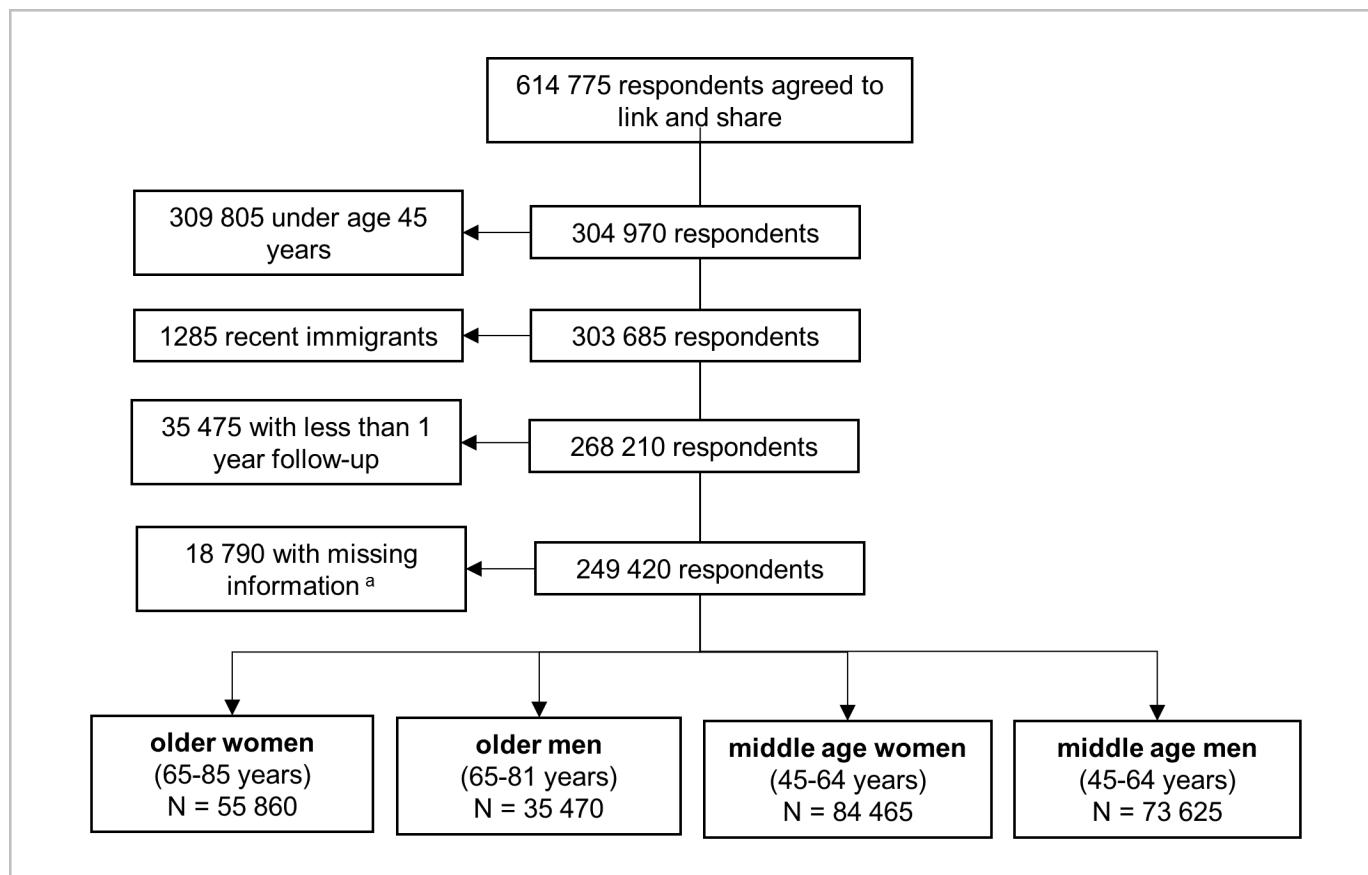 614 775 respondents agreed to
link and share
309 805 under age 45
years
304 970 respondents
1285 recent immigrants
303 685 respondents
35 475 with less than 1
year follow-up
268 210 respondents
18 790 with missing
information a
249 420 respondents
older women
(65-85 years)
N = 55 860
older men
(65-81 years)
N = 35 470
middle age women
(45-64 years)
N = 84 465
middle age men
(45-64 years)
N = 73 625